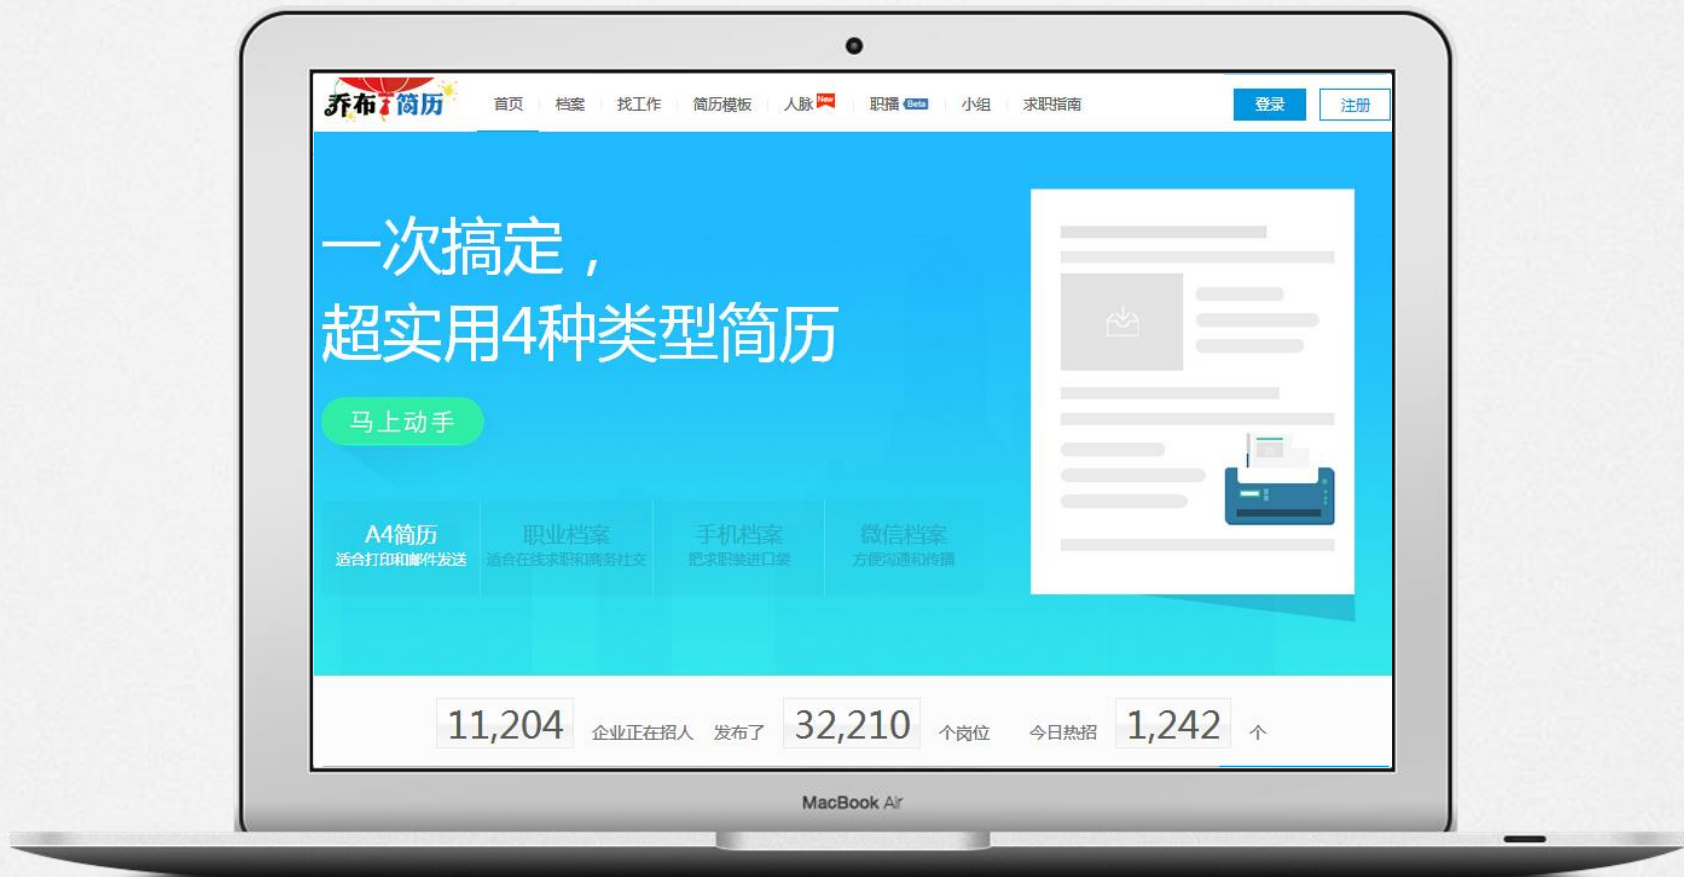 乔布简历
首页 档案 找工作 简历模板 人脉 New 职播 Beta 小组 求职指南 登录 注册
一次搞定，
超实用4种类型简历
马上动手
A4简历 职业档案 手机档案 微信档案
适合打印和邮件发送 适合在线求职和商务社交 把求职装进口袋 方便沟通和传播
11,204 企业正在招人 发布了 32,210 个岗位 今日热招 1,242 个
MacBook Air